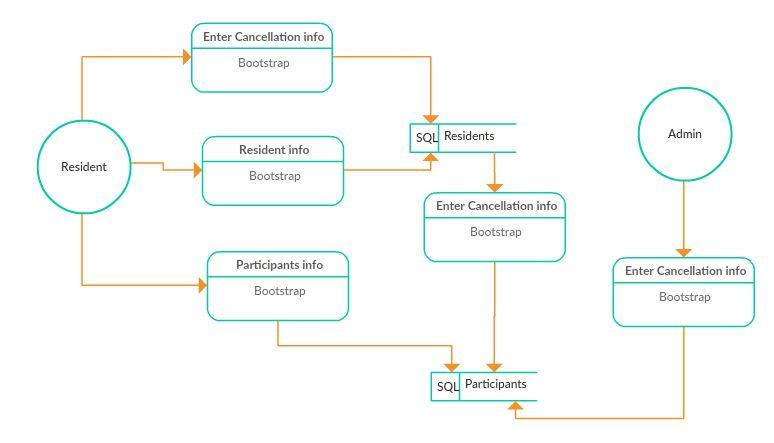 Enter Cancellation info
Bootstrap
Resident
Resident info
Bootstrap
Participants info
Bootstrap
SQL Residents
Enter Cancellation info
Bootstrap
SQL Participants
Admin
Enter Cancellation info
Bootstrap